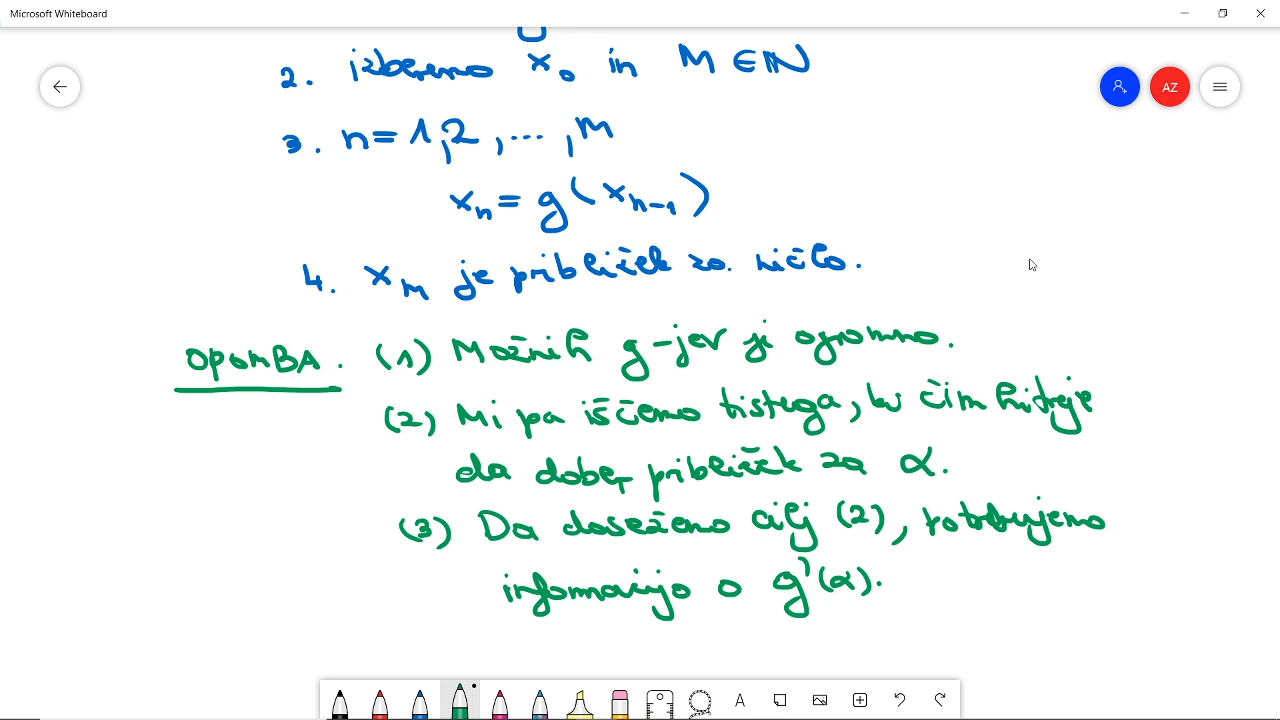 Microsoft Whiteboard
AZ
2. izberemo x₀ in M ∈ ℕ
3. n=1,2,...,M
xₙ = g(xₙ₋₁)
4. x_M je približek za ničlo.
OPOMBA. (1) Možnih g-jev je ogromno.
(2) Mi pa iščemo tistega, ki čim hitreje
da dober približek za α.
(3) Da dosežemo cilj (2), potrebujemo
informacijo o g'(α).
A